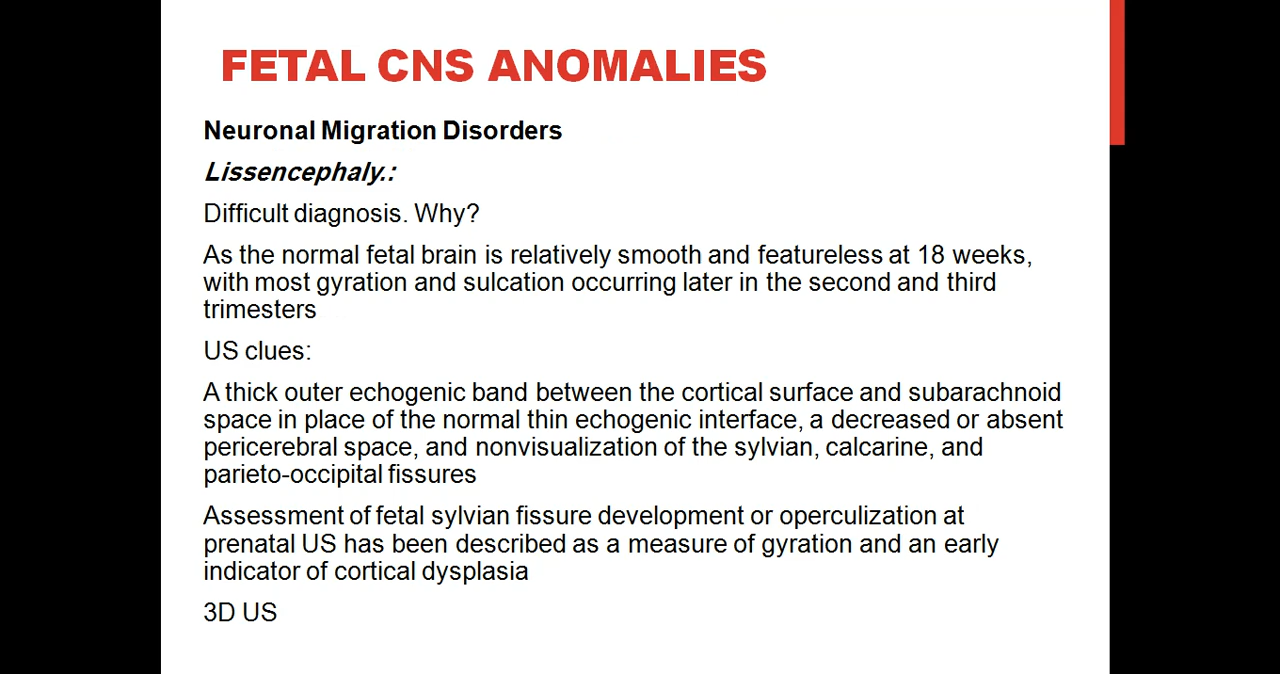 FETAL CNS ANOMALIES
Neuronal Migration Disorders
Lissencephaly.:
Difficult diagnosis. Why?
As the normal fetal brain is relatively smooth and featureless at 18 weeks,
with most gyration and sulcation occurring later in the second and third
trimesters
US clues:
A thick outer echogenic band between the cortical surface and subarachnoid
space in place of the normal thin echogenic interface, a decreased or absent
pericerebral space, and nonvisualization of the sylvian, calcarine, and
parieto-occipital fissures
Assessment of fetal sylvian fissure development or operculization at
prenatal US has been described as a measure of gyration and an early
indicator of cortical dysplasia
3D US